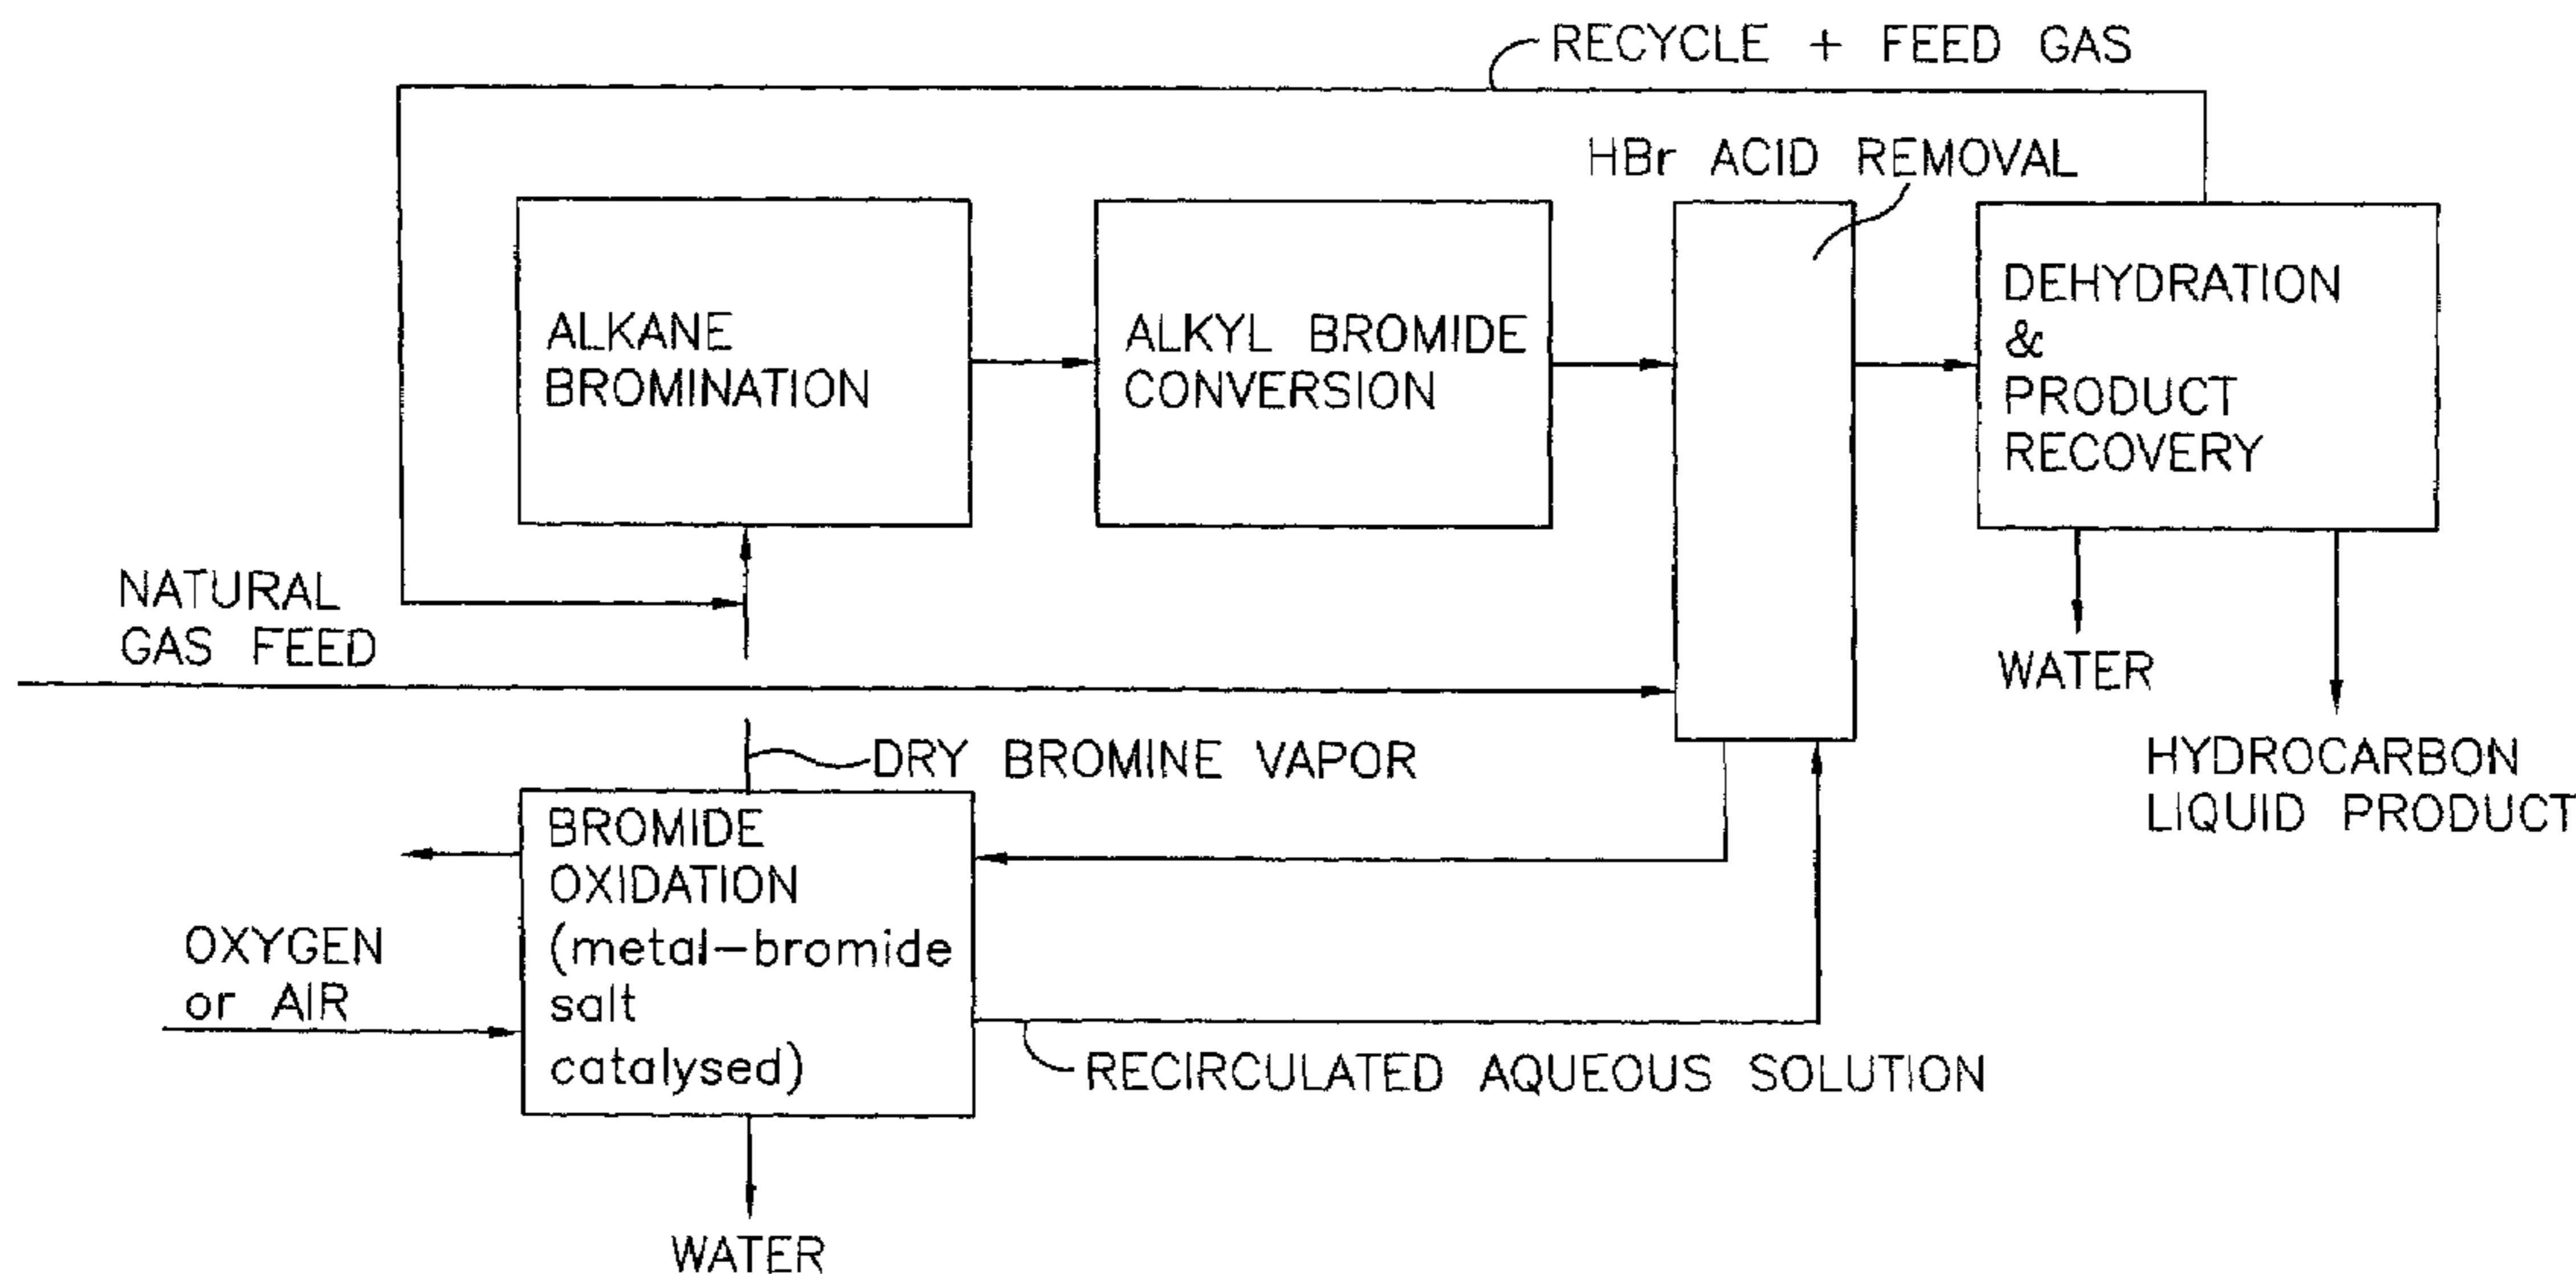 RECYCLE + FEED GAS
HBr ACID REMOVAL
ALKANE
BROMINATION
ALKYL BROMIDE
CONVERSION
DEHYDRATION
&
PRODUCT
RECOVERY
NATURAL
GAS FEED
WATER
DRY BROMINE VAPOR
HYDROCARBON
LIQUID PRODUCT
BROMIDE
OXIDATION
(metal-bromide
salt
catalysed)
OXYGEN
or AIR
RECIRCULATED AQUEOUS SOLUTION
WATER